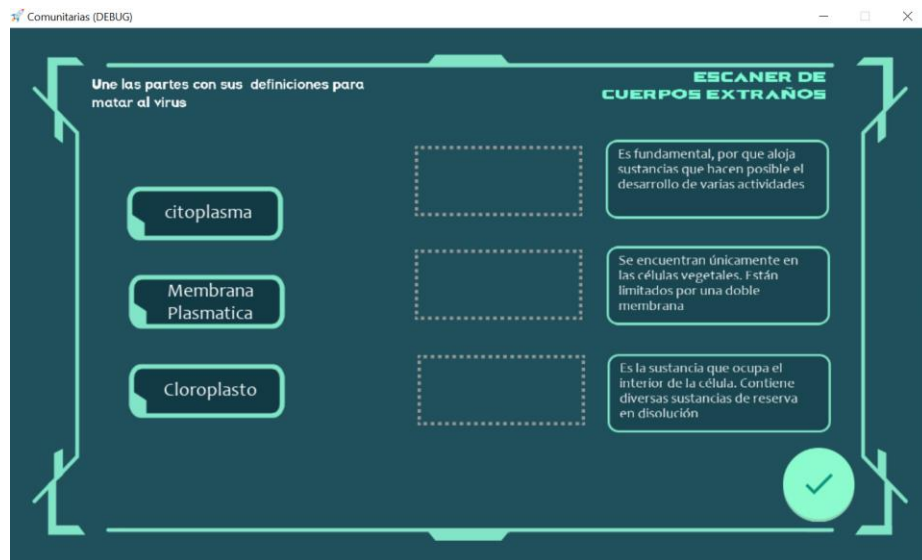 Comunitarias (DEBUG)
Une las partes con sus definiciones para
matar al virus
ESCANER DE
CUERPOS EXTRAÑOS
citoplasma
Membrana
Plasmatica
Cloroplasto
Es fundamental, por que aloja
sustancias que hacen posible el
desarrollo de varias actividades
Se encuentran únicamente en
las células vegetales. Están
limitados por una doble
membrana
Es la sustancia que ocupa el
interior de la célula. Contiene
diversas sustancias de reserva
en disolución